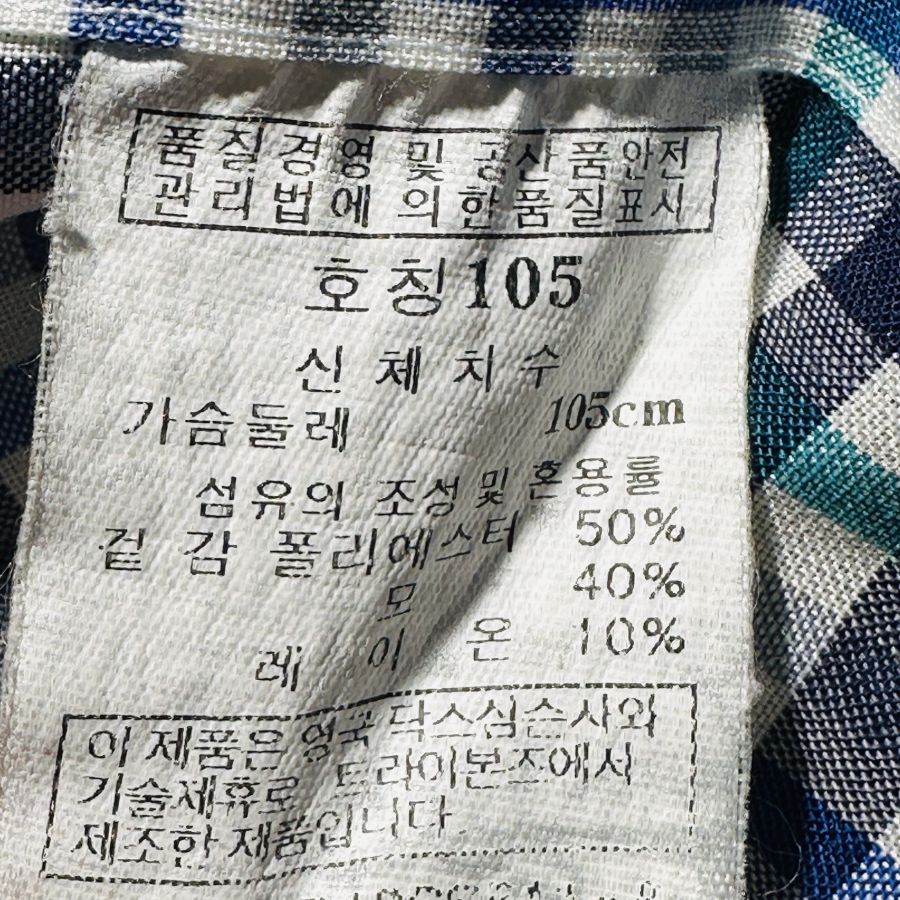 품질경영 및 공산품안전
관리법에 의한품질표시
호칭105
신체치수
가슴둘레 105cm
섬유의 조성및혼용률
겉감 폴리에스터 50%
모 40%
레이온 10%
이 제품은 영국 닥스심슨사와
기술제휴로 트라이본즈에서
제조한 제품입니다.